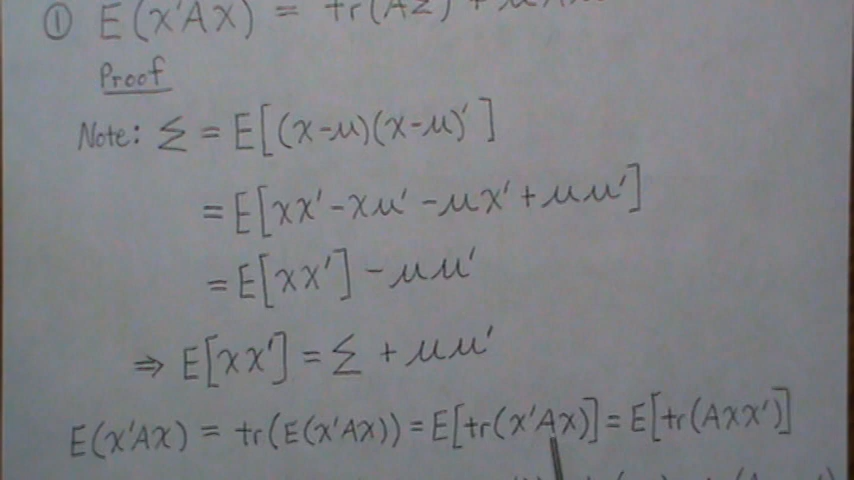 ① E(x'Ax) = tr(AΣ) +
Proof
Note: Σ = E[(x-μ)(x-μ)']
= E[xx' - xμ' - μx' + μμ']
= E[xx'] - μμ'
⇒ E[xx'] = Σ + μμ'
E(x'Ax) = tr(E(x'Ax)) = E[tr(x'Ax)] = E[tr(Axx')]